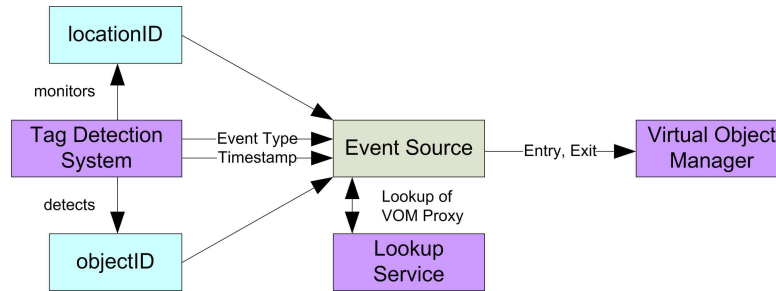 locationID
monitors
Tag Detection
System
Event Type
Timestamp
Event Source
Entry, Exit
Virtual Object
Manager
detects
Lookup of
VOM Proxy
objectID
Lookup
Service